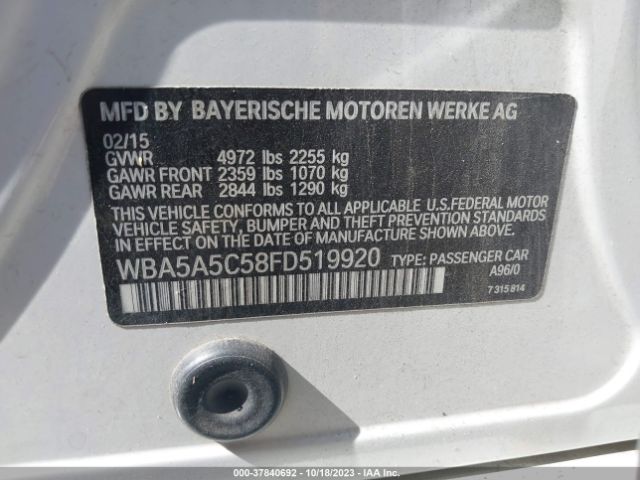 MFD BY BAYERISCHE MOTOREN WERKE AG
02/15
GVWR 4972 lbs 2255 kg
GAWR FRONT 2359 lbs 1070 kg
GAWR REAR 2844 lbs 1290 kg
THIS VEHICLE CONFORMS TO ALL APPLICABLE U.S.FEDERAL MOTOR
VEHICLE SAFETY, BUMPER AND THEFT PREVENTION STANDARDS
IN EFFECT ON THE DATE OF MANUFACTURE SHOWN ABOVE.
WBA5A5C58FD519920 TYPE: PASSENGER CAR
A96/0
7 315 814
000-37840692 | 10/18/2023 | IAA Inc.